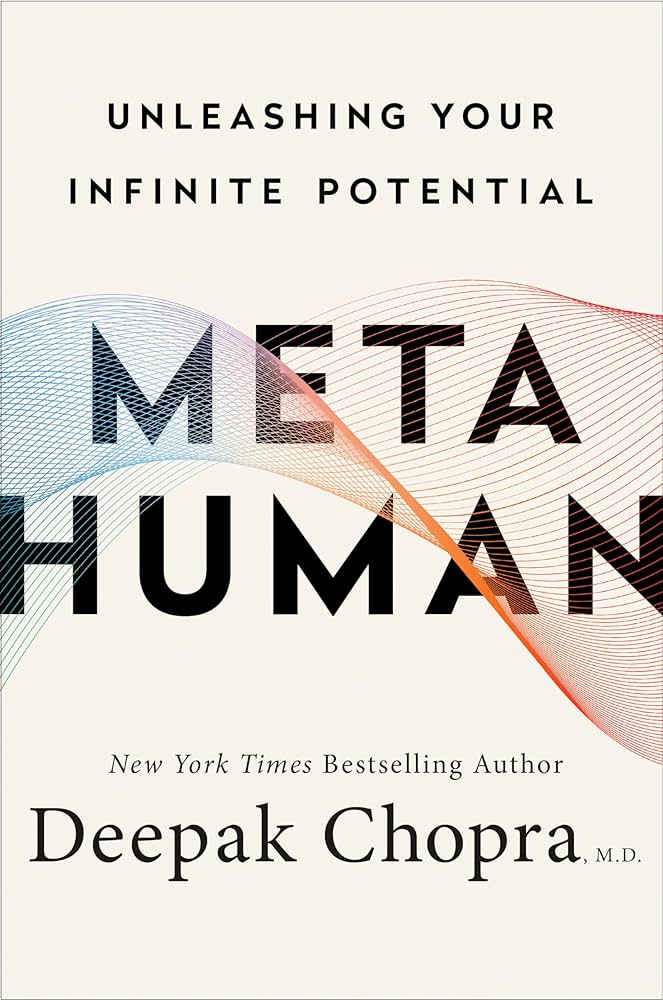 UNLEASHING YOUR
INFINITE POTENTIAL
META
HUMAN
New York Times Bestselling Author
Deepak Chopra, M.D.